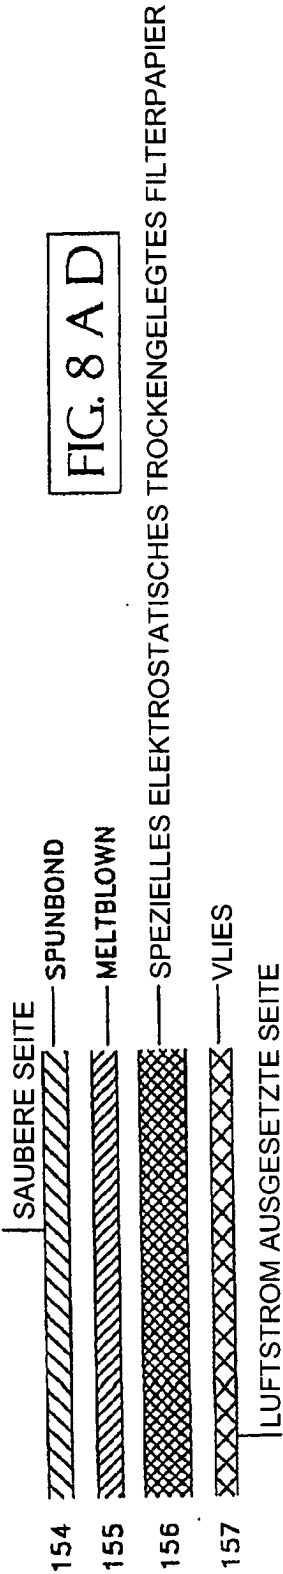 SAUBERE SEITE
154 SPUNBOND
155 MELTBLOWN
156 SPEZIELLES ELEKTROSTATISCHES TROCKENGELEGTES FILTERPAPIER
157 VLIES
LUFTSTROM AUSGESETZTE SEITE
FIG. 8 A D